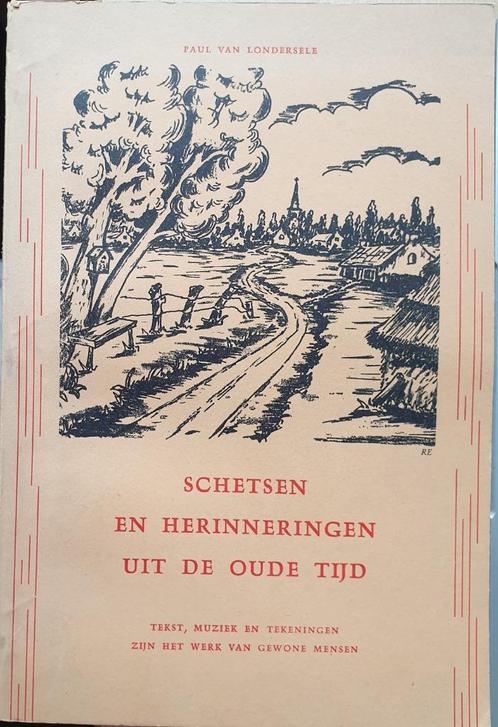 PAUL VAN LONDERSELE
RE
SCHETSEN
EN HERINNERINGEN
UIT DE OUDE TIJD
TEKST, MUZIEK EN TEKENINGEN
ZIJN HET WERK VAN GEWONE MENSEN